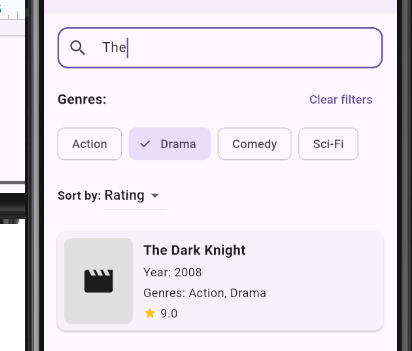 The
Genres:
Clear filters
Action
Drama
Comedy
Sci-Fi
Sort by: Rating
The Dark Knight
Year: 2008
Genres: Action, Drama
9.0